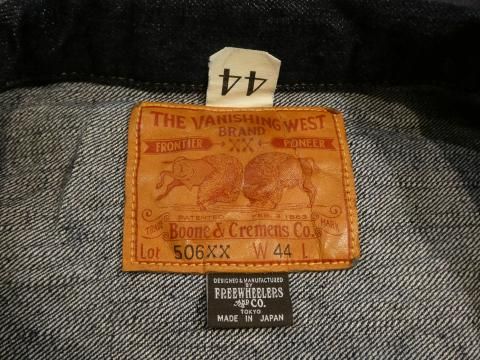 44
THE VANISHING WEST
BRAND
FRONTIER XX PIONEER
PATENTED FEB. 2 1863
TRADE MARK
Boone & Cremens Co.
Lot 506XX W 44 L
DESIGNED & MANUFACTURED
BY
FREEWHEELERS
AND CO.
TOKYO
MADE IN JAPAN